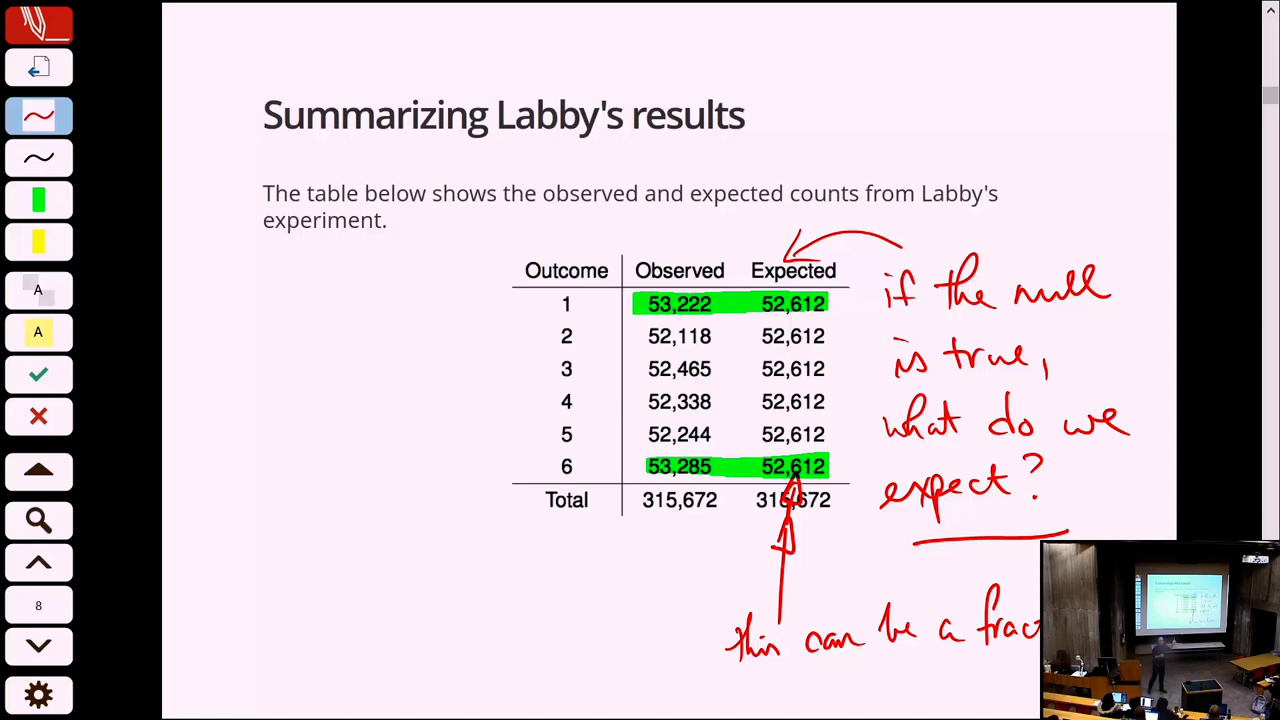 Summarizing Labby's results
The table below shows the observed and expected counts from Labby's
experiment.
Outcome Observed Expected
1 53,222 52,612
2 52,118 52,612
3 52,465 52,612
4 52,338 52,612
5 52,244 52,612
6 53,285 52,612
Total 315,672 315,672
if the null
is true,
what do we
expect?
this can be a frac
A
A
8